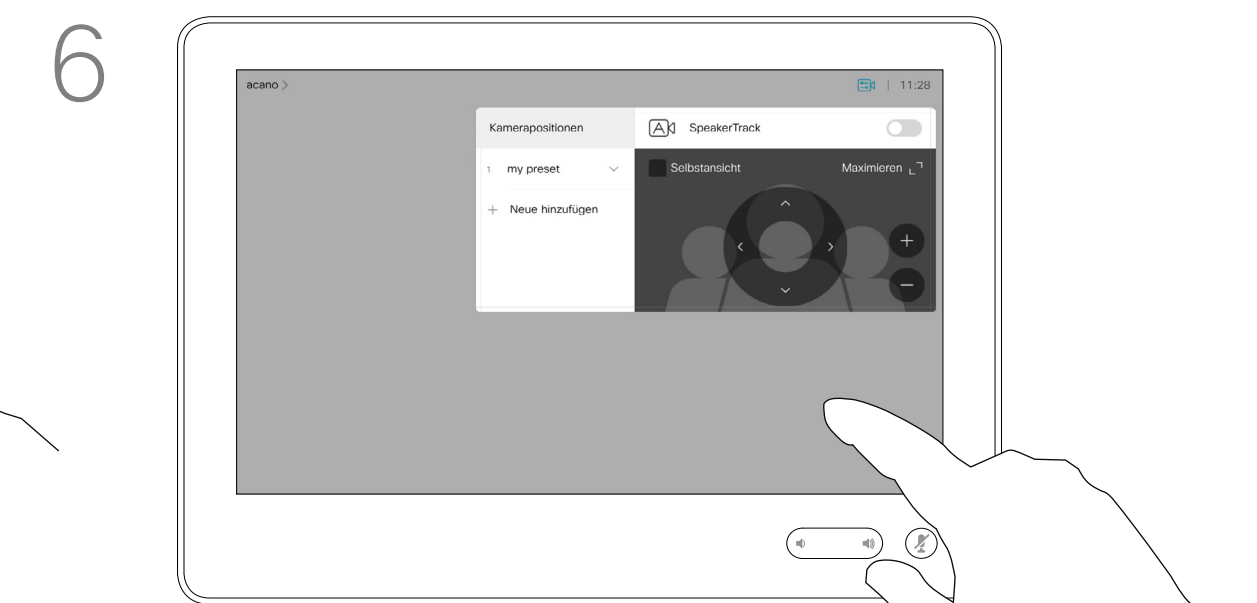 6
acano >
11:28
Kamerapositionen
A SpeakerTrack
1 my preset
Selbstansicht
Maximieren
+ Neue hinzufügen